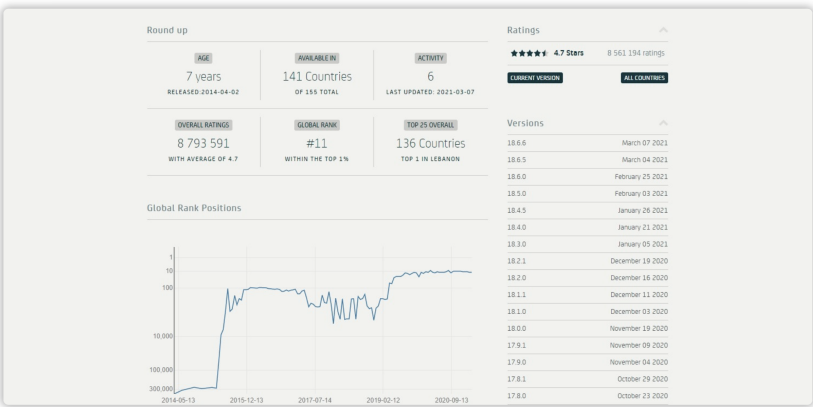 Round up
AGE
7 years
RELEASED:2014-04-02
AVAILABLE IN
141 Countries
OF 155 TOTAL
ACTIVITY
6
LAST UPDATED: 2021-03-07
OVERALL RATINGS
8 793 591
WITH AVERAGE OF 4.7
GLOBAL RANK
#11
WITHIN THE TOP 1%
TOP 25 OVERALL
136 Countries
TOP 1 IN LEBANON
Global Rank Positions
1
10
100
10,000
100,000
300,000
2014-05-13 2015-12-13 2017-07-14 2019-02-12 2020-09-13
Ratings
4.7 Stars 8 561 194 ratings
CURRENT VERSION ALL COUNTRIES
Versions
18.6.6 March 07 2021
18.6.5 March 04 2021
18.6.0 February 25 2021
18.5.0 February 03 2021
18.4.5 January 26 2021
18.4.0 January 21 2021
18.3.0 January 05 2021
18.2.1 December 19 2020
18.2.0 December 16 2020
18.1.1 December 11 2020
18.1.0 December 03 2020
18.0.0 November 19 2020
17.9.1 November 09 2020
17.9.0 November 04 2020
17.8.1 October 29 2020
17.8.0 October 23 2020